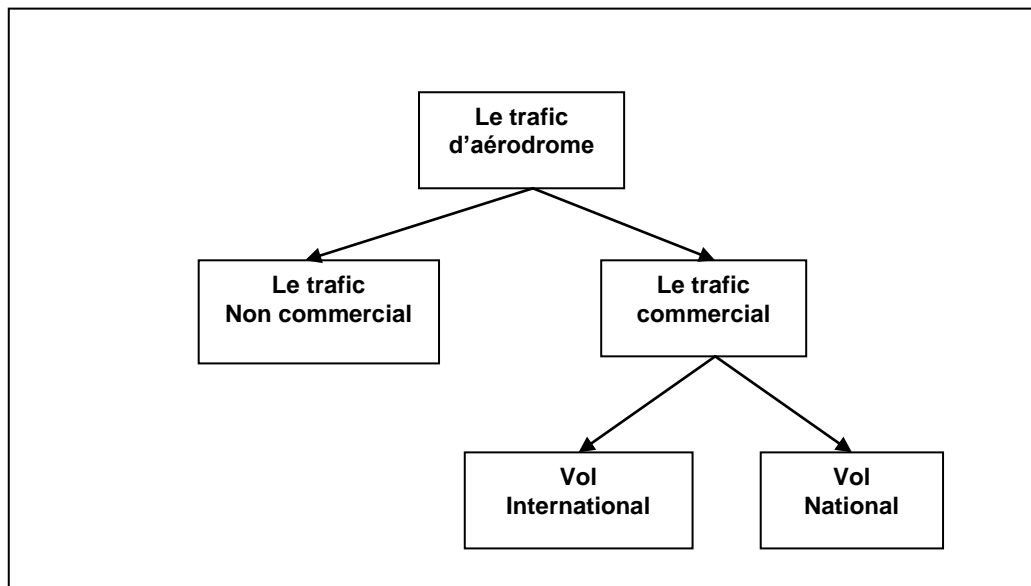 Le trafic
d’aérodrome
Le trafic
Non commercial
Le trafic
commercial
Vol
International
Vol
National